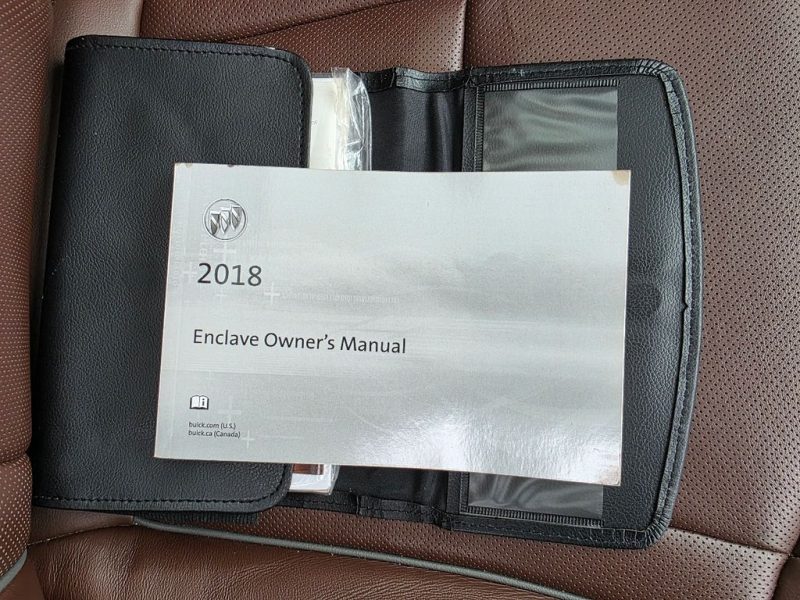 2018
Enclave Owner's Manual
buick.com (U.S.)
buick.ca (Canada)